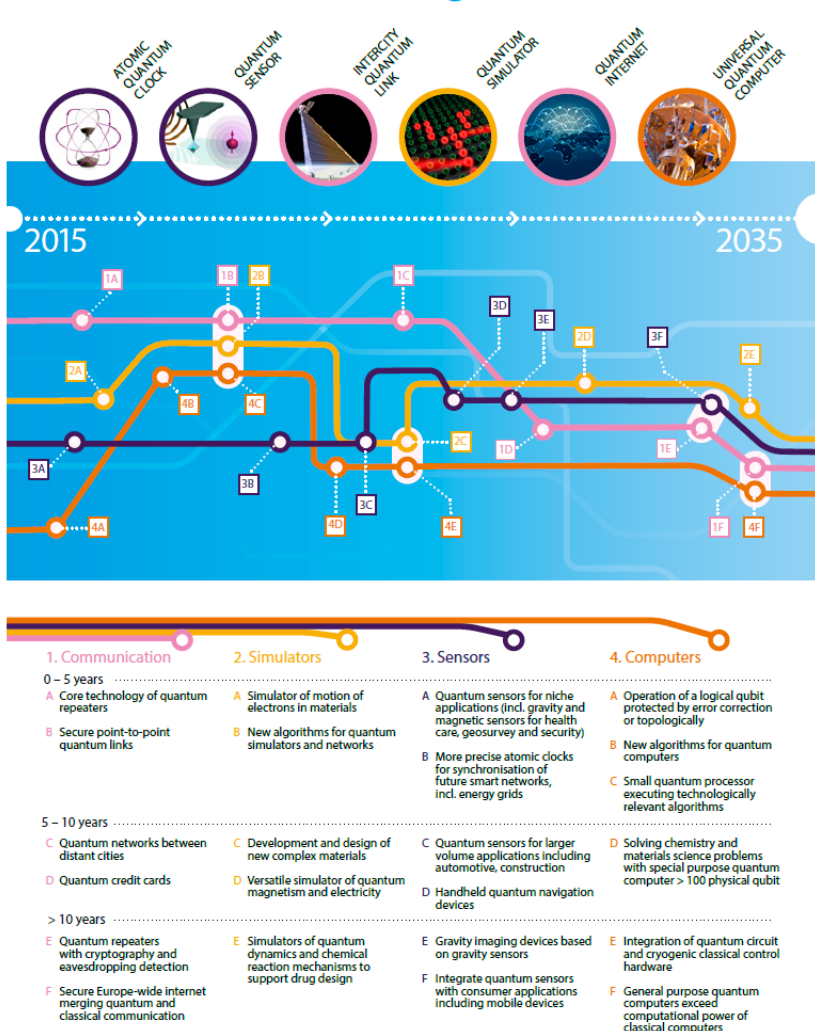 ATOMIC
QUANTUM
CLOCK
QUANTUM
SENSOR
INTERCITY
QUANTUM
LINK
QUANTUM
SIMULATOR
QUANTUM
INTERNET
UNIVERSAL
QUANTUM
COMPUTER
2015
2035
1A
1B
2B
1C
3D
3E
2D
3F
2E
2A
4B
4C
2C
1D
1E
3A
3B
3C
4A
4D
4E
1F
4F
1. Communication
2. Simulators
3. Sensors
4. Computers
0 – 5 years
A Core technology of quantum
repeaters
B Secure point-to-point
quantum links
A Simulator of motion of
electrons in materials
B New algorithms for quantum
simulators and networks
A Quantum sensors for niche
applications (incl. gravity and
magnetic sensors for health
care, geosurvey and security)
B More precise atomic clocks
for synchronisation of
future smart networks,
incl. energy grids
A Operation of a logical qubit
protected by error correction
or topologically
B New algorithms for quantum
computers
C Small quantum processor
executing technologically
relevant algorithms
5 – 10 years
C Quantum networks between
distant cities
D Quantum credit cards
C Development and design of
new complex materials
D Versatile simulator of quantum
magnetism and electricity
C Quantum sensors for larger
volume applications including
automotive, construction
D Handheld quantum navigation
devices
D Solving chemistry and
materials science problems
with special purpose quantum
computer > 100 physical qubit
> 10 years
E Quantum repeaters
with cryptography and
eavesdropping detection
F Secure Europe-wide internet
merging quantum and
classical communication
E Simulators of quantum
dynamics and chemical
reaction mechanisms to
support drug design
E Gravity imaging devices based
on gravity sensors
F Integrate quantum sensors
with consumer applications
including mobile devices
E Integration of quantum circuit
and cryogenic classical control
hardware
F General purpose quantum
computers exceed
computational power of
classical computers